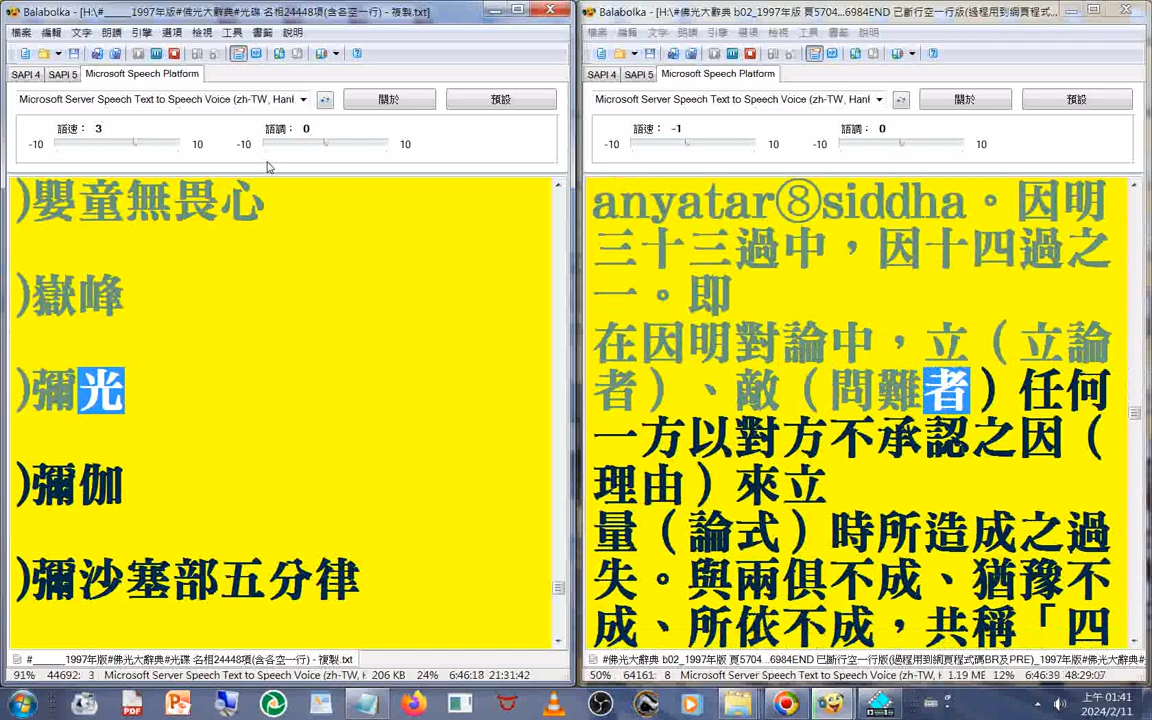 Balabolka - [H:\#_____1997年版#佛光大辭典#光碟 名相24448項(含各空一行) - 複製.txt]
檔案 編輯 文字 朗讀 引擎 選項 檢視 工具 書籤 說明
SAPI 4 SAPI 5 Microsoft Speech Platform
Microsoft Server Speech Text to Speech Voice (zh-TW, Hanl 關於 預設
語速： 3 語調： 0
-10 10 -10 10
)嬰童無畏心
)嶽峰
)彌光
)彌伽
)彌沙塞部五分律
#_____1997年版#佛光大辭典#光碟 名相24448項(含各空一行) - 複製.txt
91% 44692: 3 Microsoft Server Speech Text to Speech Voice (zh-TW, H 206 KB 6:46:18 21:31:42
Balabolka - [H:\#佛光大辭典 b02_1997年版 頁5704...6984END 已斷行空一行版(過程用到網頁程式...
檔案 編輯 文字 朗讀 引擎 選項 檢視 工具 書籤 說明
SAPI 4 SAPI 5 Microsoft Speech Platform
Microsoft Server Speech Text to Speech Voice (zh-TW, Hanl 關於 預設
語速： -1 語調： 0
-10 10 -10 10
anyatar⑧siddha。因明
三十三過中，因十四過之
一。即
在因明對論中，立（立論
者）、敵（問難者）任何
一方以對方不承認之因（
理由）來立
量（論式）時所造成之過
失。與兩俱不成、猶豫不
成、所依不成，共稱「四
#佛光大辭典 b02_1997年版 頁5704...6984END 已斷行空一行版(過程用到網頁程式碼BR及PRE)_1997年版#
50% 64161: 8 Microsoft Server Speech Text to Speech Voice (zh-TW, H 1.19 MB 12% 6:46:39 48:29:07
上午 01:41
2024/2/11